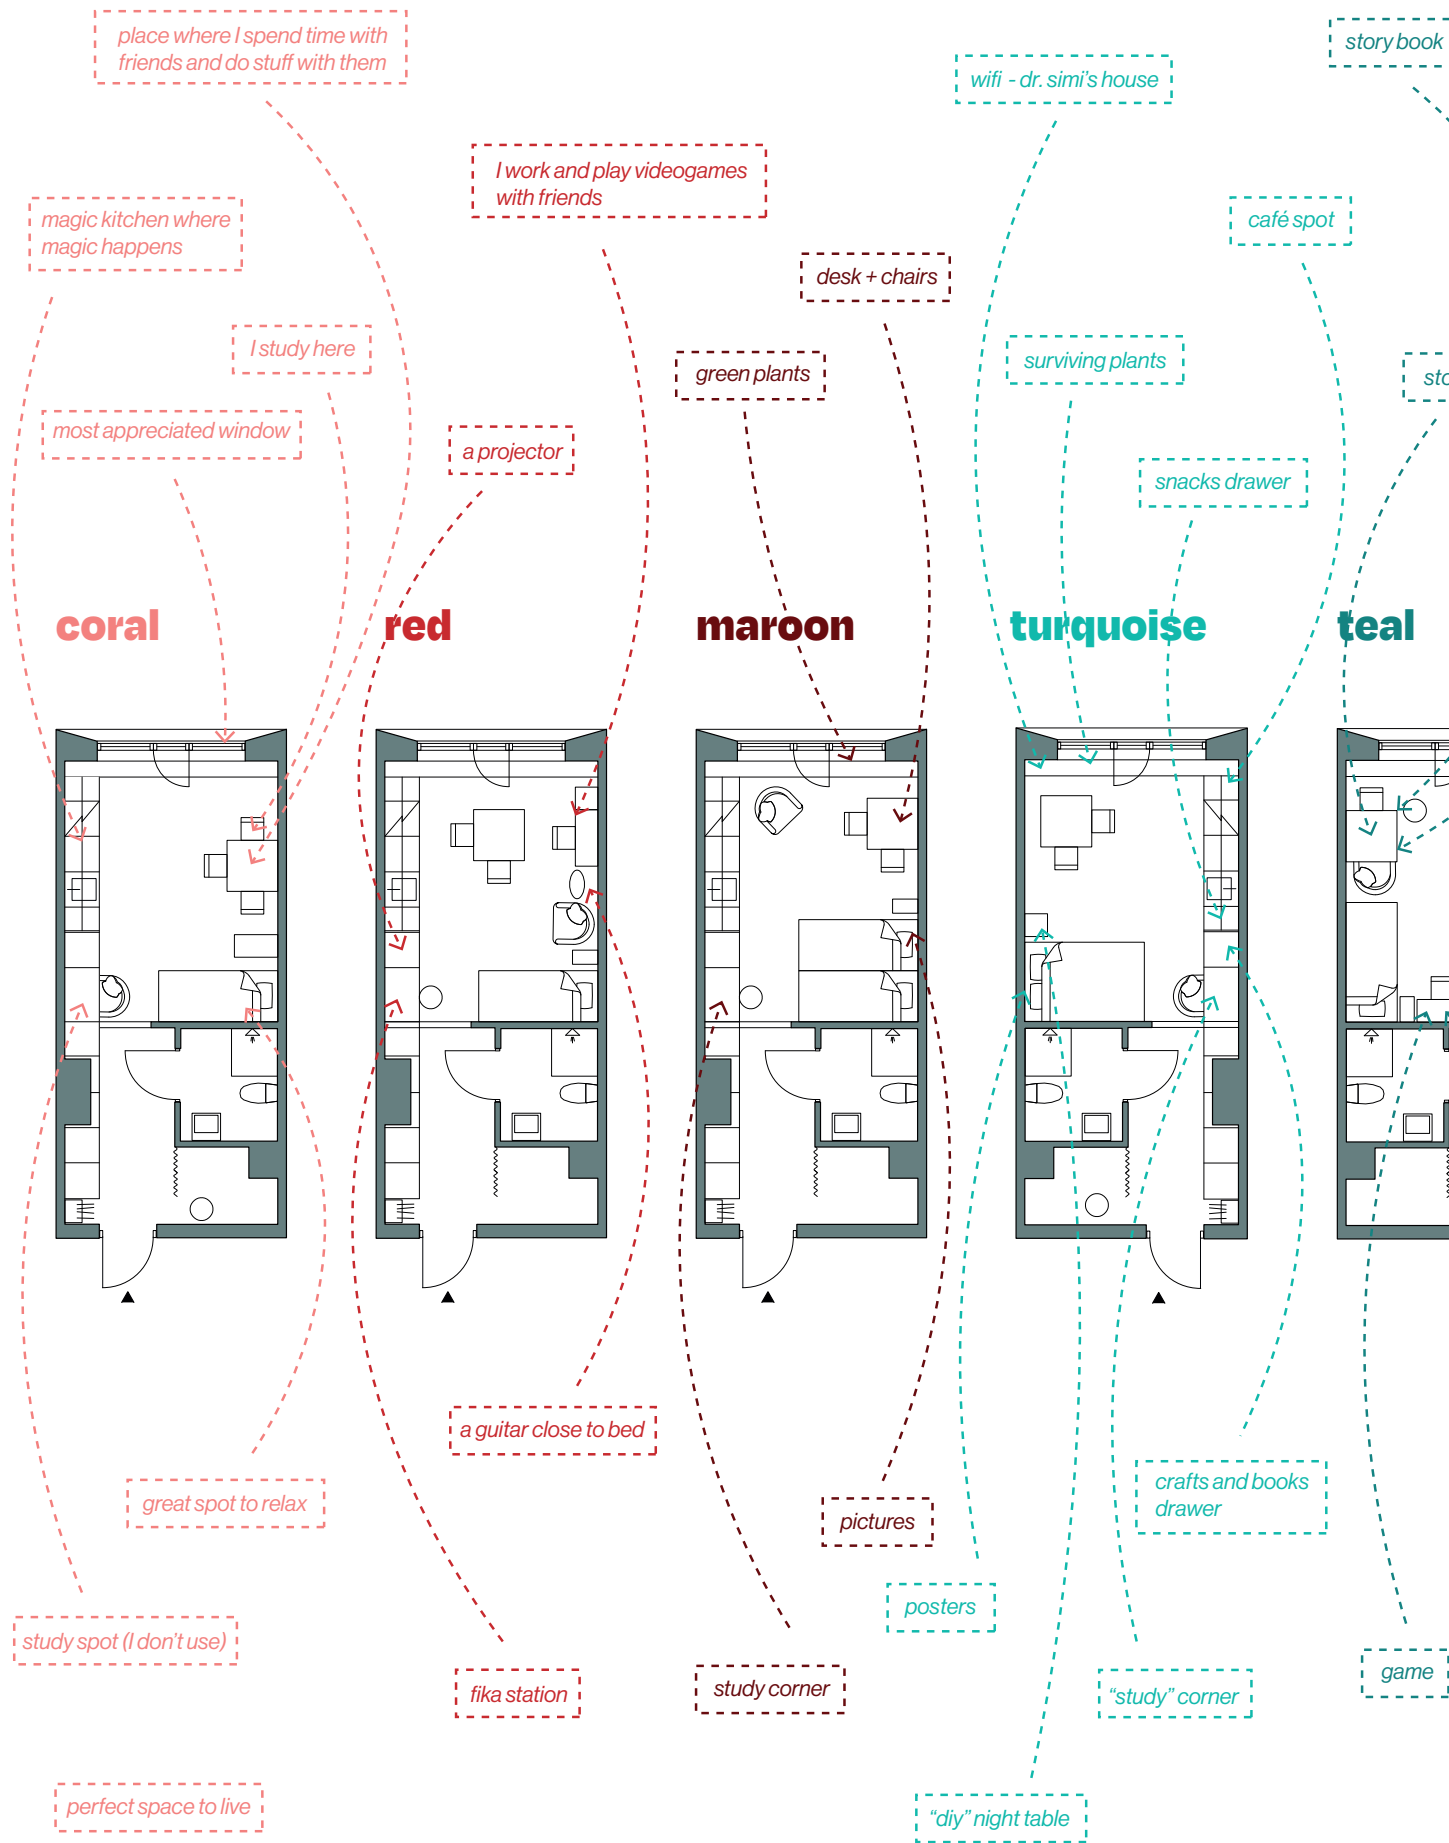 place where I spend time with
friends and do stuff with them
story book
wifi - dr. simi's house
I work and play videogames
with friends
magic kitchen where
magic happens
café spot
desk + chairs
I study here
surviving plants
green plants
most appreciated window
a projector
snacks drawer
coral
red
maroon
turquoise
teal
a guitar close to bed
great spot to relax
crafts and books
drawer
pictures
posters
study spot (I don't use)
game
fika station
study corner
"study" corner
perfect space to live
"diy" night table